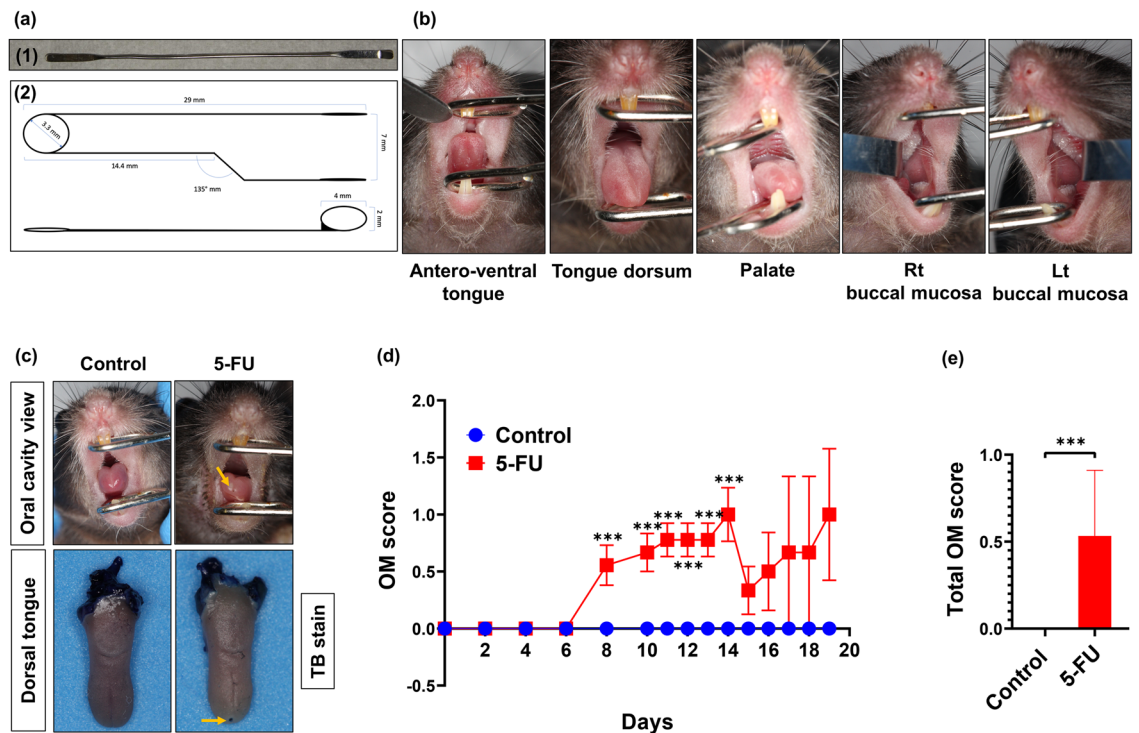 (a)
(1)
(2)
29 mm
3.3 mm
7 mm
14.4 mm
135° mm
4 mm
2 mm
(b)
Antero-ventral
tongue
Tongue dorsum
Palate
Rt
buccal mucosa
Lt
buccal mucosa
(c)
Control
5-FU
Oral cavity view
Dorsal tongue
TB stain
(d)
OM score
2.0
1.5
1.0
0.5
0.0
-0.5
Control
5-FU
***
***
***
***
***
***
2 4 6 8 10 12 14 16 18 20
Days
(e)
Total OM score
1.0
0.5
0.0
***
Control
5-FU